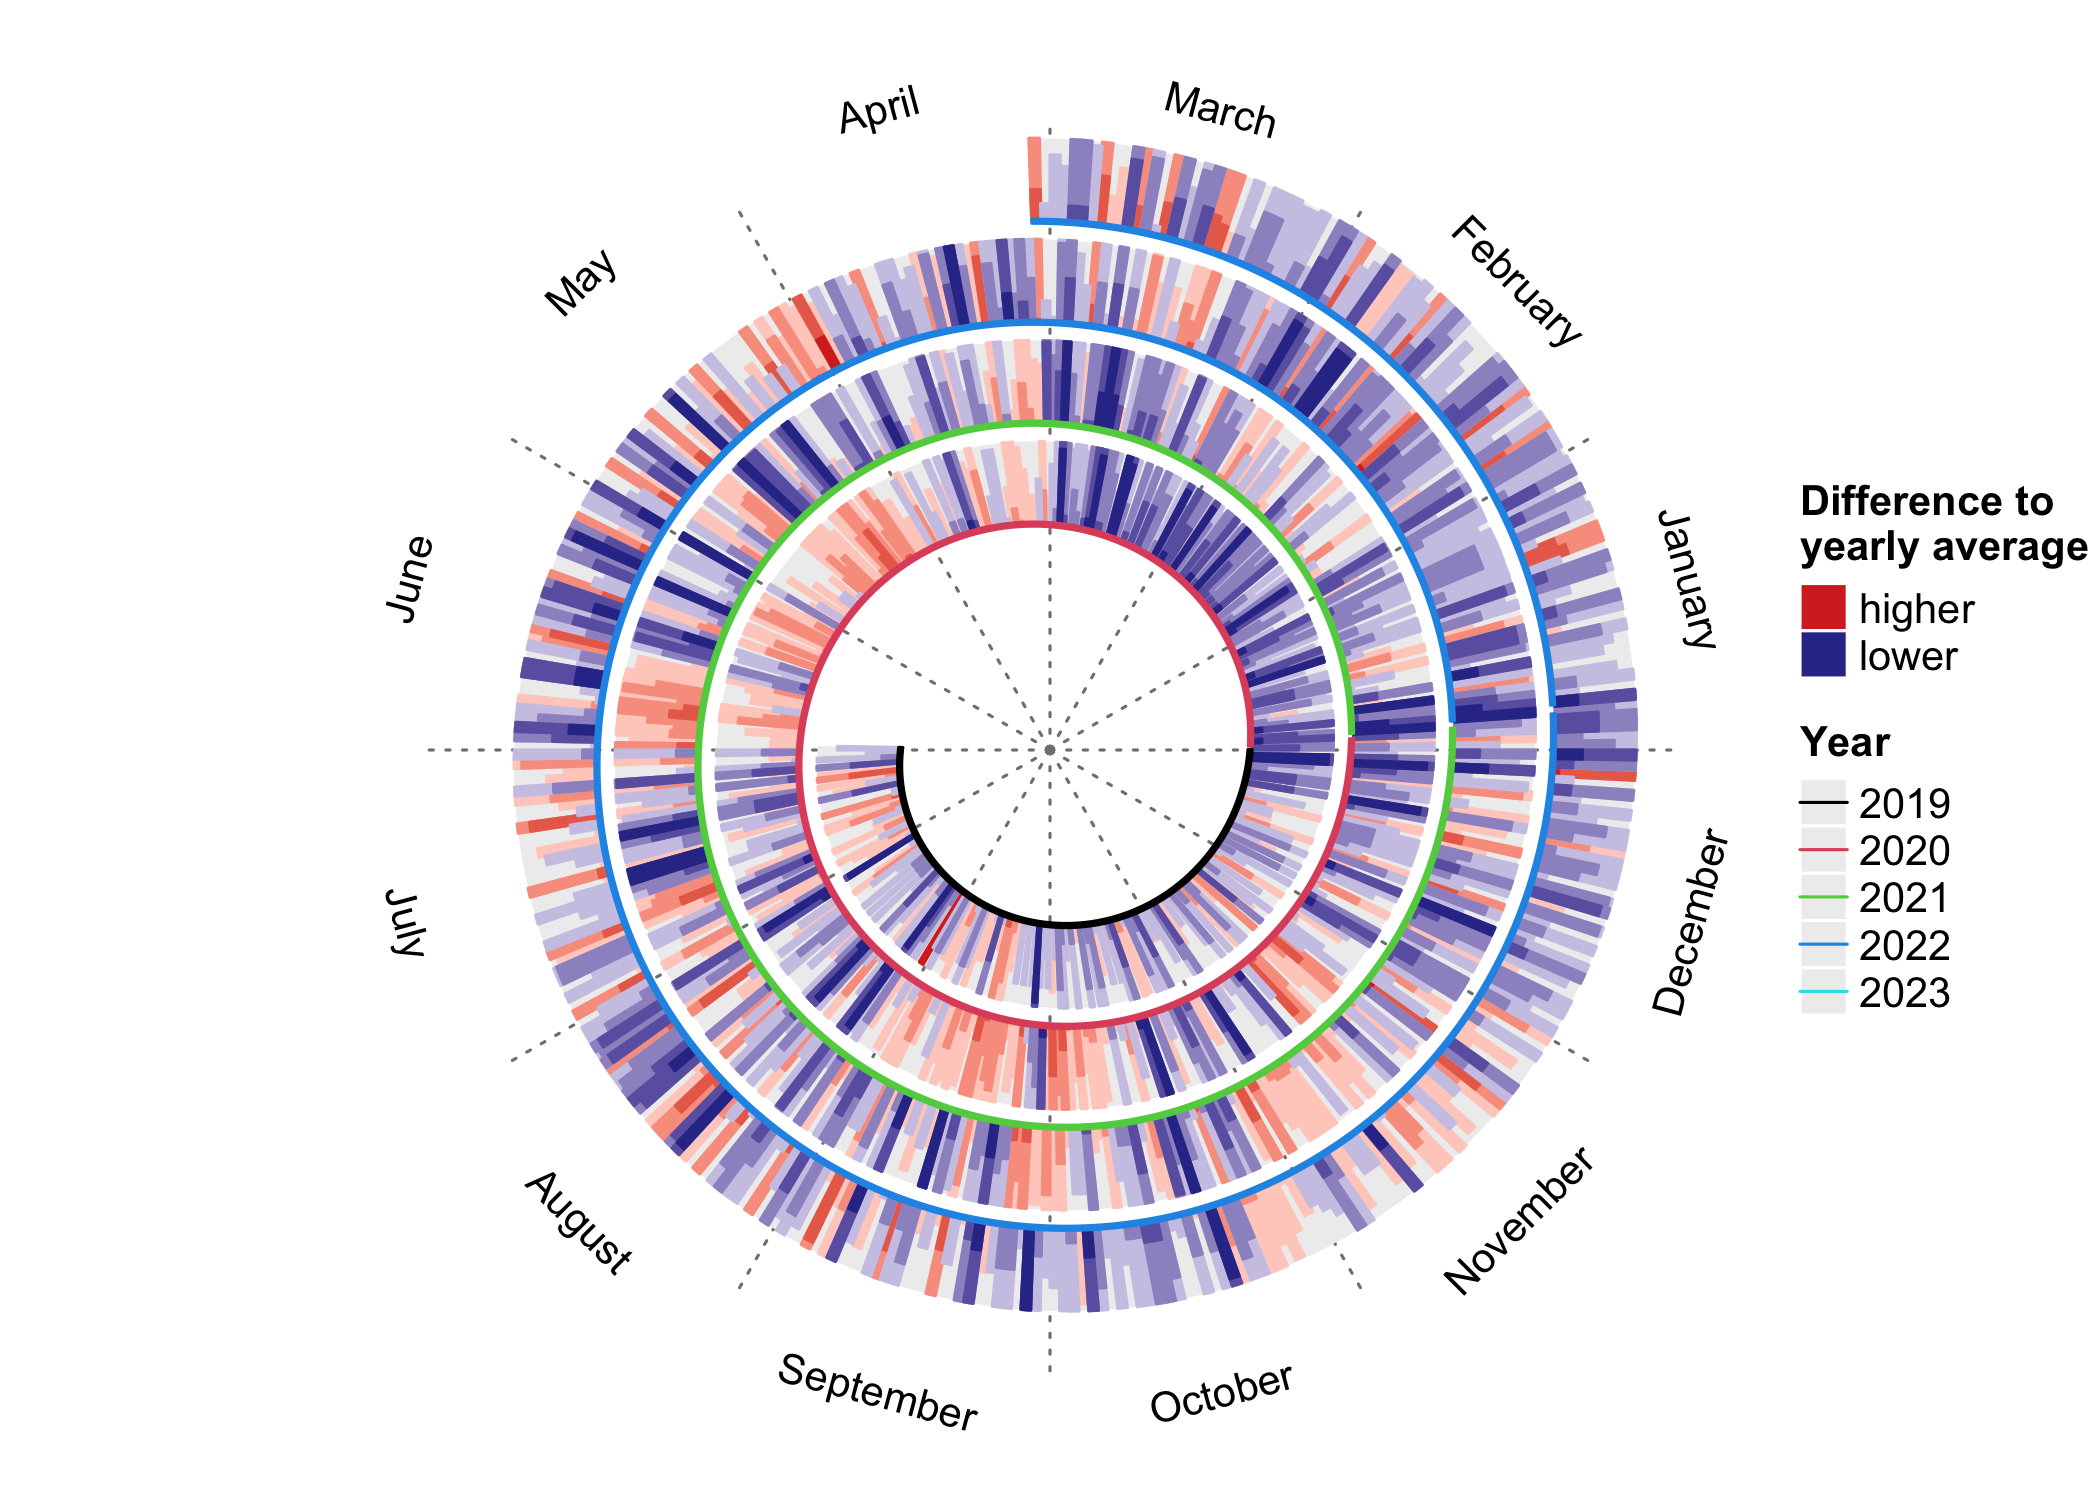 March
April
February
May
January
June
July
December
August
November
September
October
Difference to
yearly average
higher
lower
Year
2019
2020
2021
2022
2023